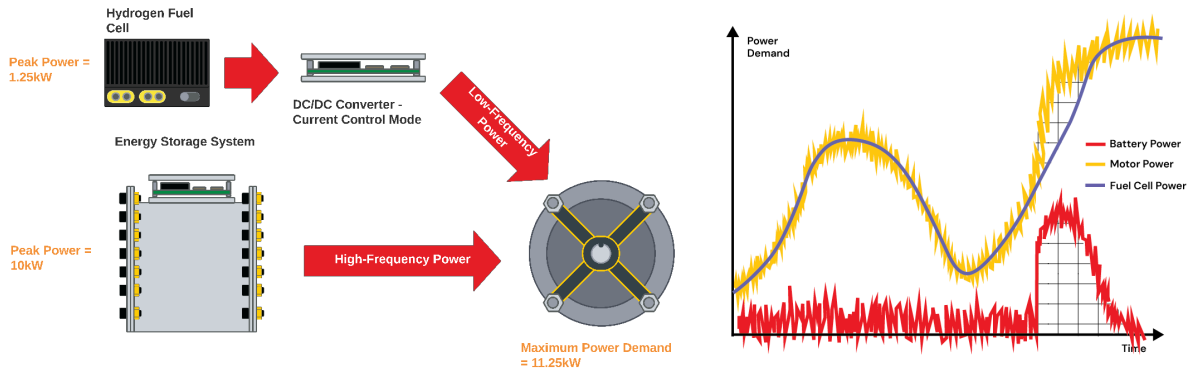 Hydrogen Fuel
Cell
Peak Power =
1.25kW
DC/DC Converter -
Current Control Mode
Low-Frequency
Power
Energy Storage System
Peak Power =
10kW
High-Frequency Power
Maximum Power Demand
= 11.25kW
Power
Demand
Battery Power
Motor Power
Fuel Cell Power
Time